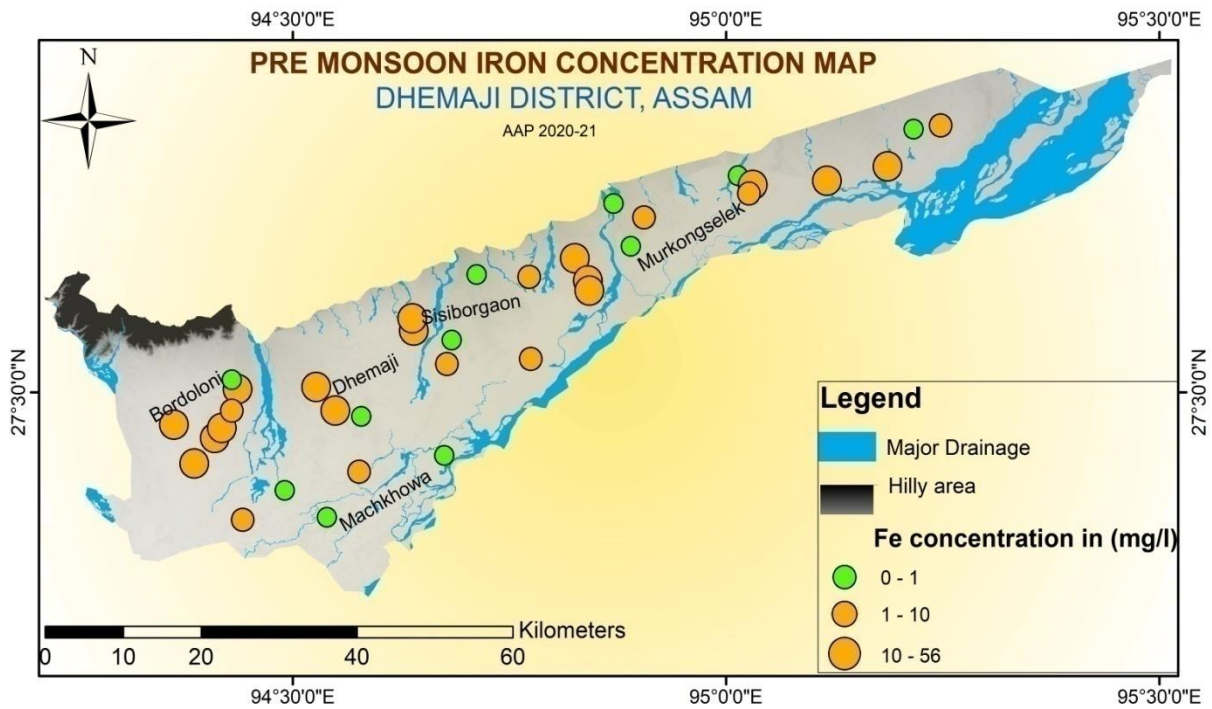 94°30'0"E
95°0'0"E
95°30'0"E
N
PRE MONSOON IRON CONCENTRATION MAP
DHEMAJI DISTRICT, ASSAM
AAP 2020-21
Murkongselek
Sisiborgaon
Dhemaji
Bordoloni
Machkhowa
27°30'0"N
27°30'0"N
Legend
Major Drainage
Hilly area
Fe concentration in (mg/l)
0 - 1
1 - 10
10 - 56
Kilometers
0 10 20 40 60
94°30'0"E
95°0'0"E
95°30'0"E